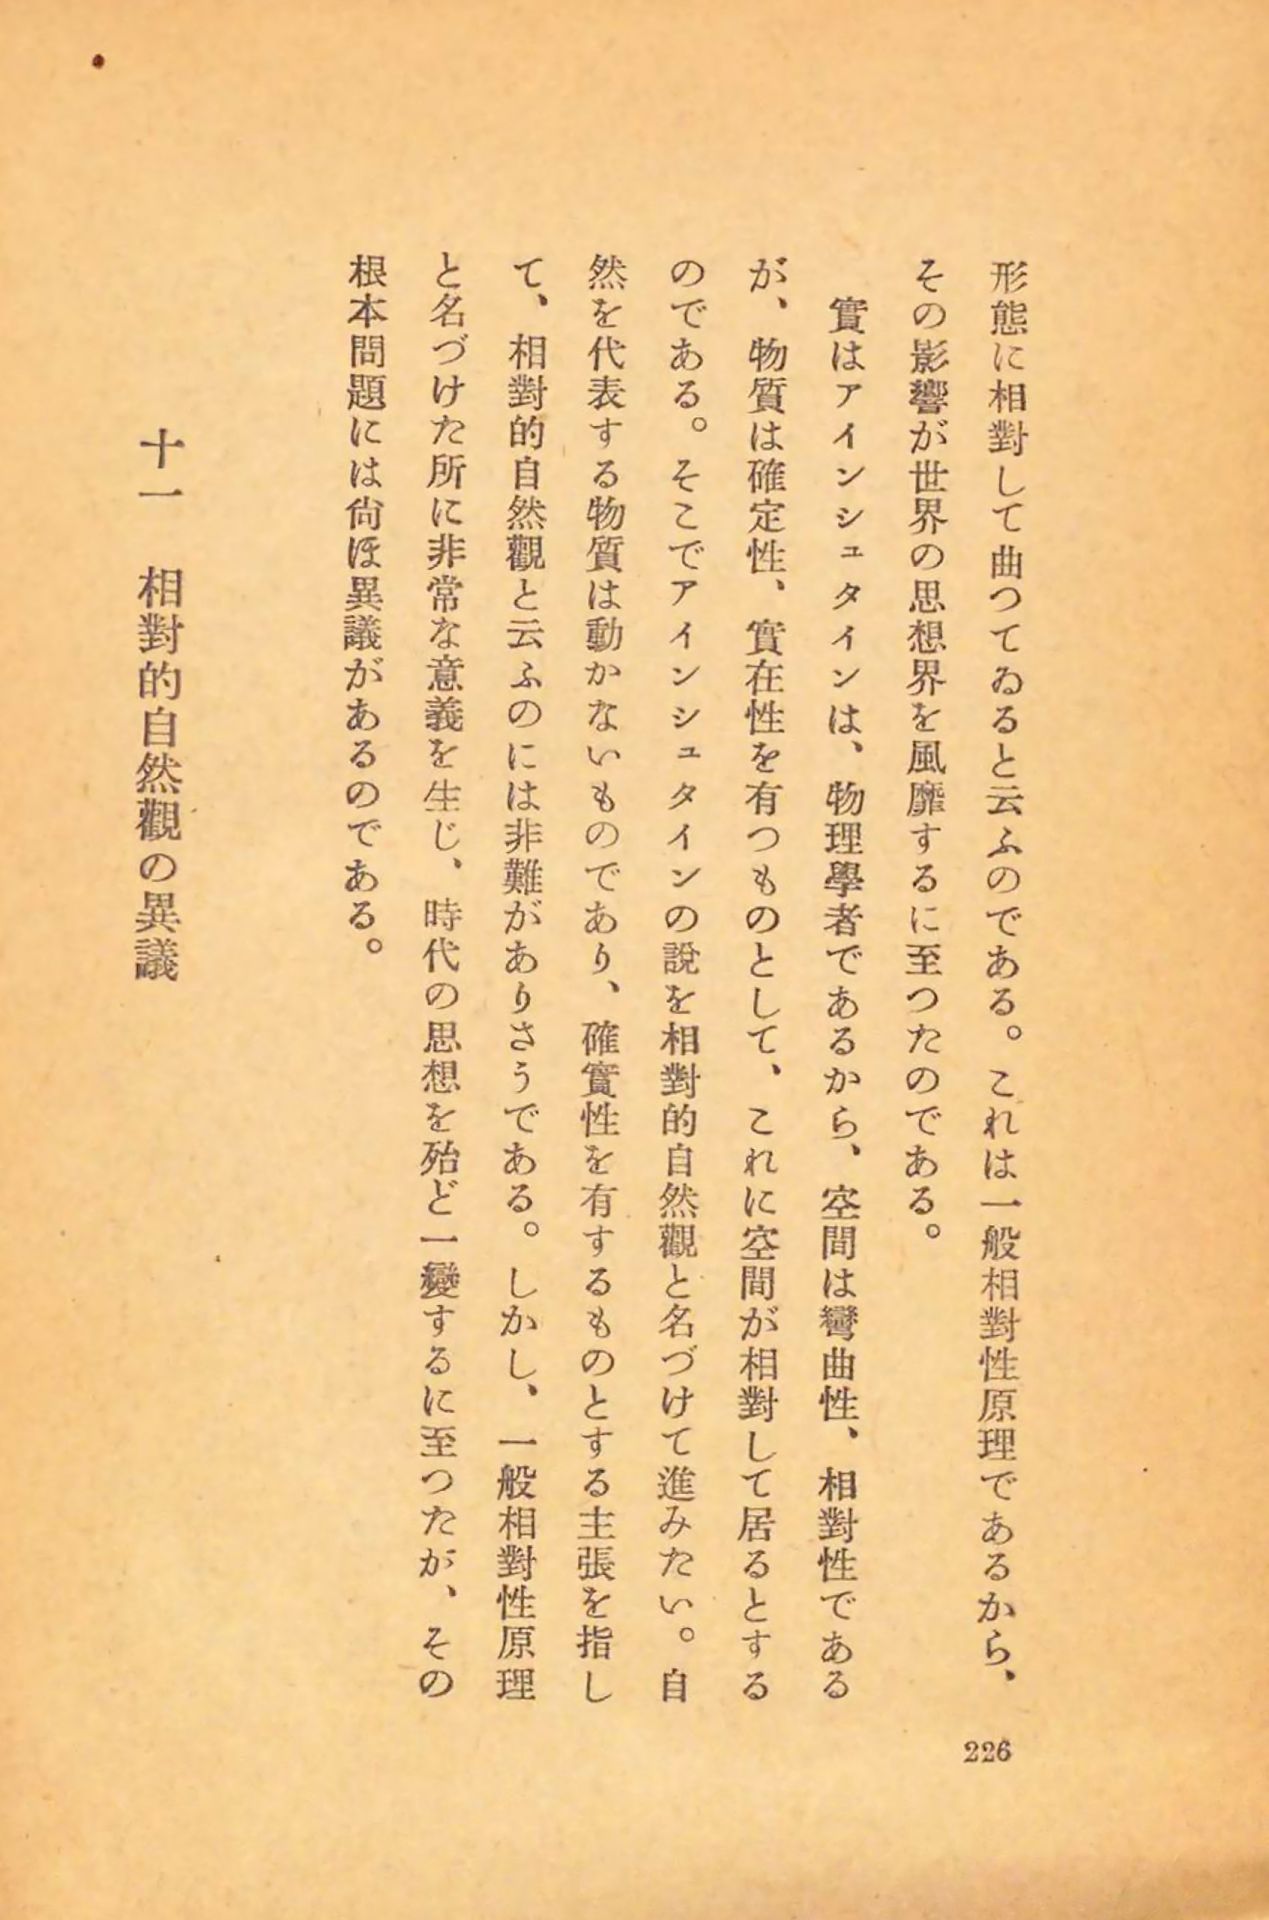 形態に相對して曲つてゐると云ふのである。これは一般相對性原理であるから、
その影響が世界の思想界を風靡するに至つたのである。
實はアインシュタインは、物理學者であるから、空間は彎曲性、相對性である
が、物質は確定性、實在性を有つものとして、これに空間が相對して居るとする
のである。そこでアインシュタインの說を相對的自然觀と名づけて進みたい。自
然を代表する物質は動かないものであり、確實性を有するものとする主張を指し
て、相對的自然觀と云ふのには非難がありさうである。しかし、一般相對性原理
と名づけた所に非常な意義を生じ、時代の思想を殆ど一變するに至つたが、その
根本問題には尙ほ異議があるのである。
十一　相對的自然觀の異議
226